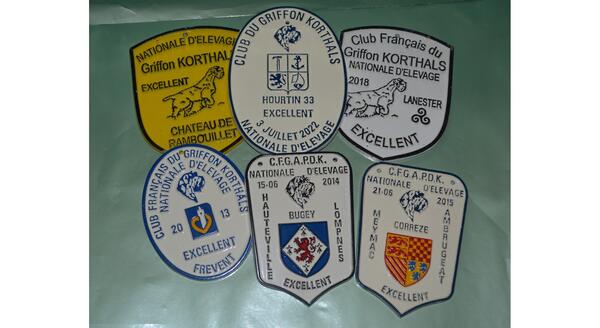 NATIONALE D'ELEVAGE
Griffon KORTHALS
EXCELLENT
CHATEAU DE
RAMBOUILLET
CLUB DU GRIFFON KORTHALS
HOURTIN 33
EXCELLENT
3 JUILLET 2022
NATIONALE D'ELEVAGE
Club Français du
Griffon KORTHALS
NATIONALE D'ELEVAGE
2018
LANESTER
EXCELLENT
CLUB FRANÇAIS DU GRIFFON KORTHALS
NATIONALE D'ELEVAGE
20 13
EXCELLENT
FREVENT
C.F.G.A.P.D.K.
NATIONALE D'ELEVAGE
15-06 2014
HAUTEVILLE
LOMPNES
BUGEY
EXCELLENT
C.F.G.A.P.D.K.
NATIONALE D'ELEVAGE
21-06 2015
MEYMAC
AMBRUGEAT
CORREZE
EXCELLENT